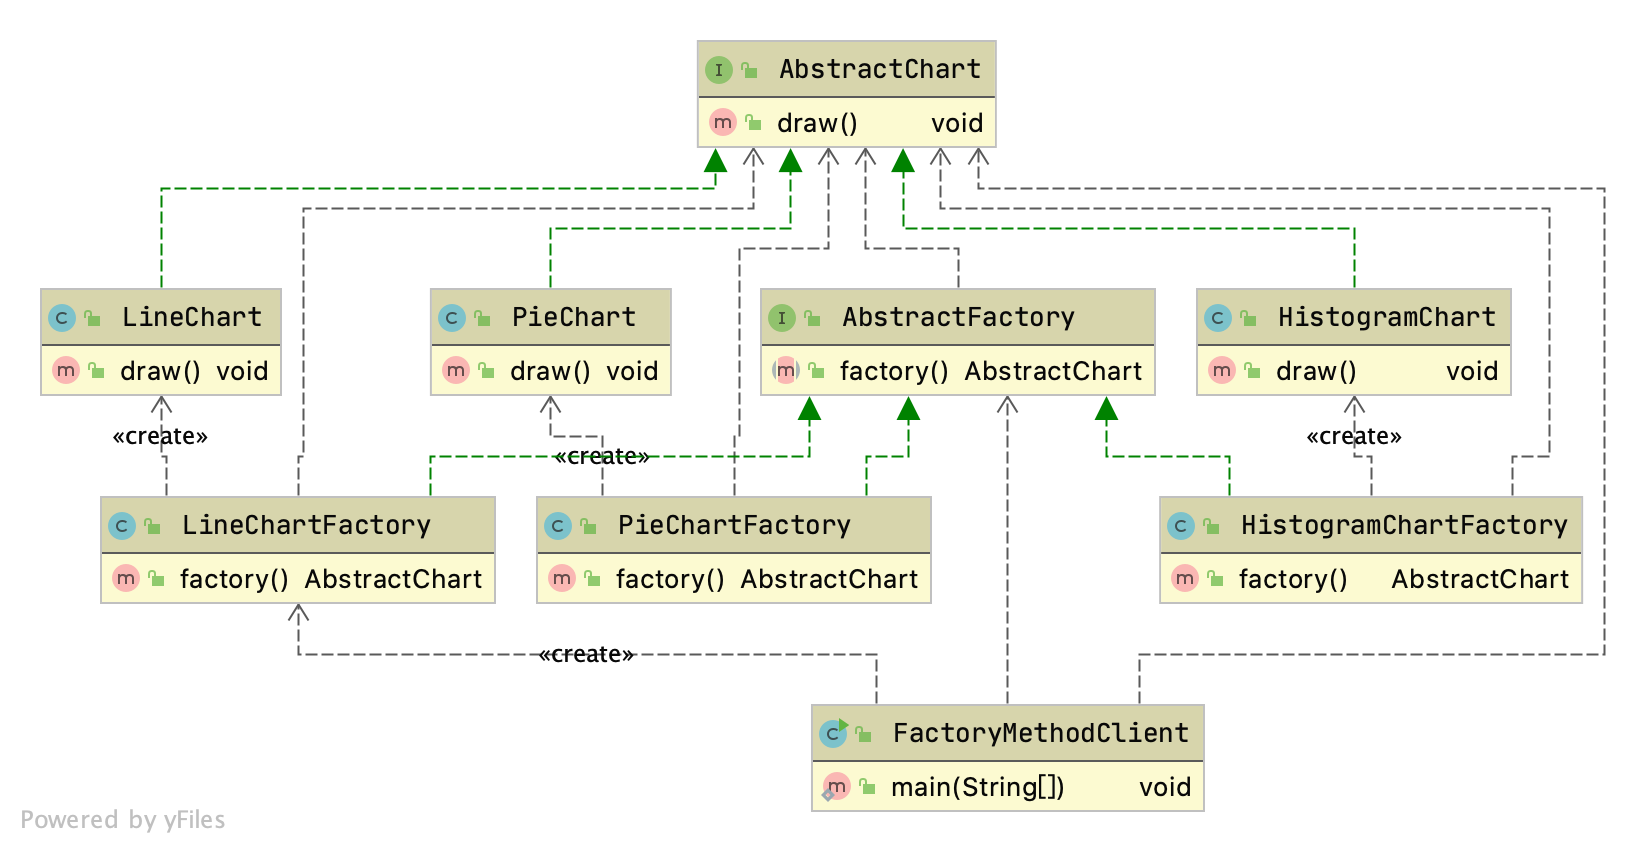 I AbstractChart
m draw() void
C LineChart
m draw() void
C PieChart
m draw() void
I AbstractFactory
m factory() AbstractChart
C HistogramChart
m draw() void
«create»
«create»
«create»
C LineChartFactory
m factory() AbstractChart
C PieChartFactory
m factory() AbstractChart
C HistogramChartFactory
m factory() AbstractChart
«create»
C FactoryMethodClient
m main(String[]) void
Powered by yFiles